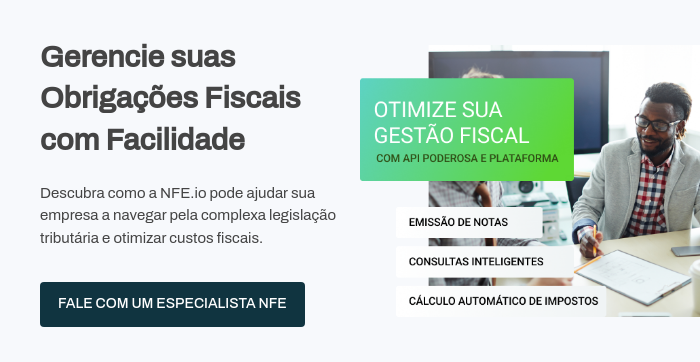 Gerencie suas
Obrigações Fiscais
com Facilidade
Descubra como a NFE.io pode ajudar sua
empresa a navegar pela complexa legislação
tributária e otimizar custos fiscais.
FALE COM UM ESPECIALISTA NFE
OTIMIZE SUA
GESTÃO FISCAL
COM API PODEROSA E PLATAFORMA
EMISSÃO DE NOTAS
CONSULTAS INTELIGENTES
CÁLCULO AUTOMÁTICO DE IMPOSTOS